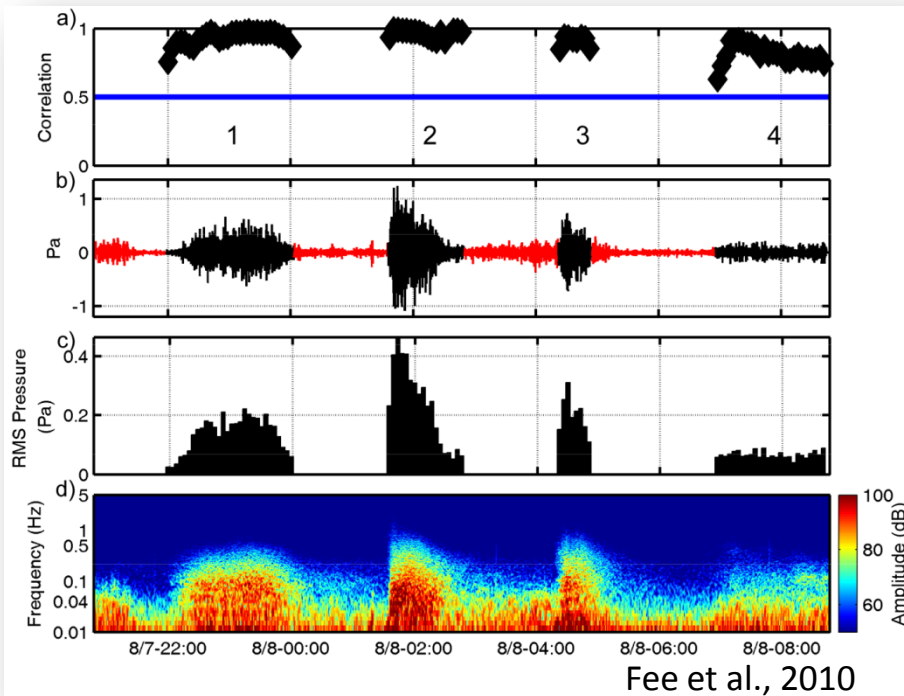 a)
1
0.5
0
Correlation
1
2
3
4
b)
1
0
-1
Pa
c)
0.4
0.2
0
RMS Pressure
(Pa)
d)
5
1
0.5
0.1
0.04
0.01
Frequency (Hz)
100
80
60
Amplitude (dB)
8/7-22:00 8/8-00:00 8/8-02:00 8/8-04:00 8/8-06:00 8/8-08:00
Fee et al., 2010